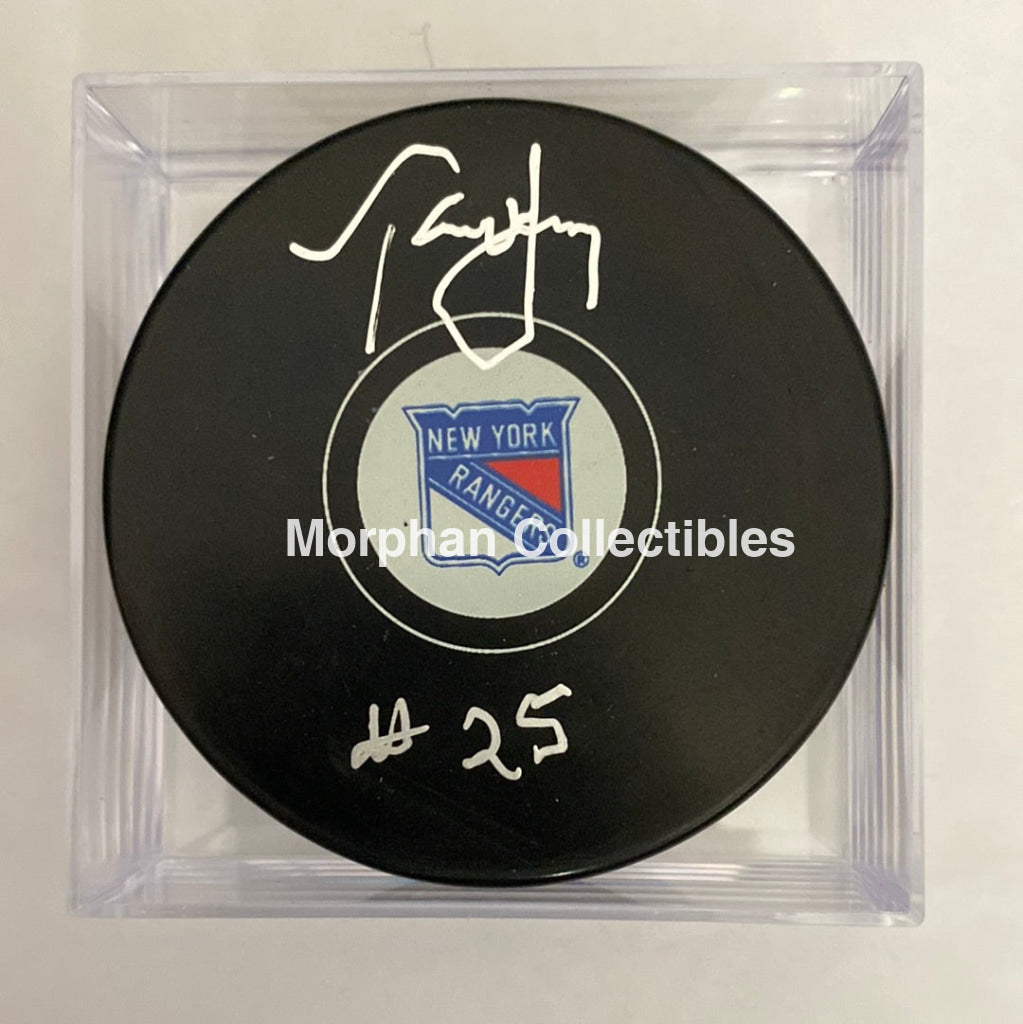 NEW YORK
RANGERS
®
Morphan Collectibles
# 25